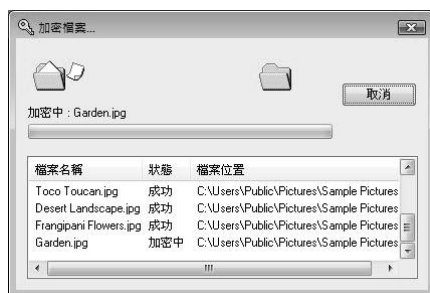 加密檔案...
取消
加密中 : Garden.jpg
檔案名稱 狀態 檔案位置
Toco Toucan.jpg 成功 C:\Users\Public\Pictures\Sample Pictures
Desert Landscape.jpg 成功 C:\Users\Public\Pictures\Sample Pictures
Frangipani Flowers.jpg 成功 C:\Users\Public\Pictures\Sample Pictures
Garden.jpg 加密中 C:\Users\Public\Pictures\Sample Pictures